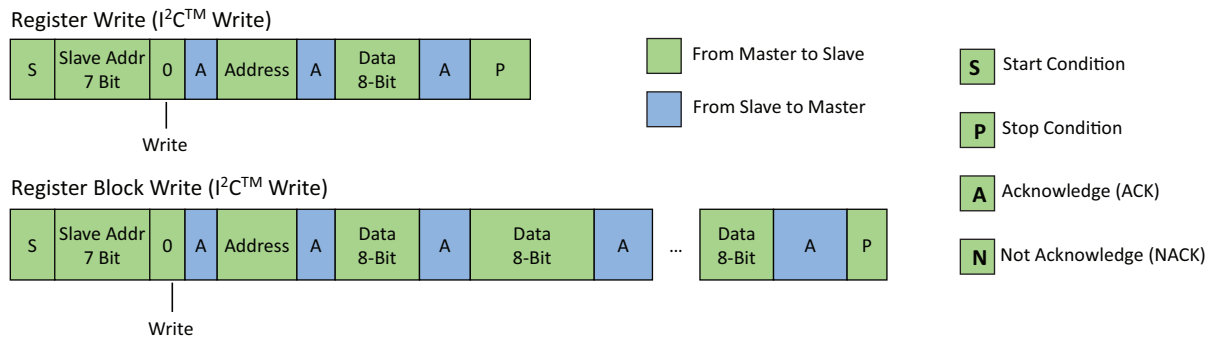 Register Write (I²C™ Write)
S Slave Addr 7 Bit 0 A Address A Data 8-Bit A P
Write
From Master to Slave
From Slave to Master
S Start Condition
P Stop Condition
A Acknowledge (ACK)
N Not Acknowledge (NACK)
Register Block Write (I²C™ Write)
S Slave Addr 7 Bit 0 A Address A Data 8-Bit A Data 8-Bit A ... Data 8-Bit A P
Write